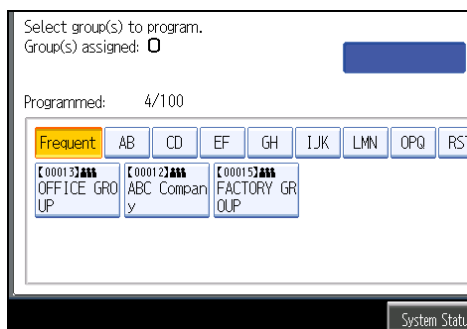 Select group(s) to program.
Group(s) assigned: 0
Programmed: 4/100
Frequent AB CD EF GH IJK LMN OPQ RST
【00013】 【00012】 【00015】
OFFICE GRO ABC Compan FACTORY GR
UP y OUP
System Statu